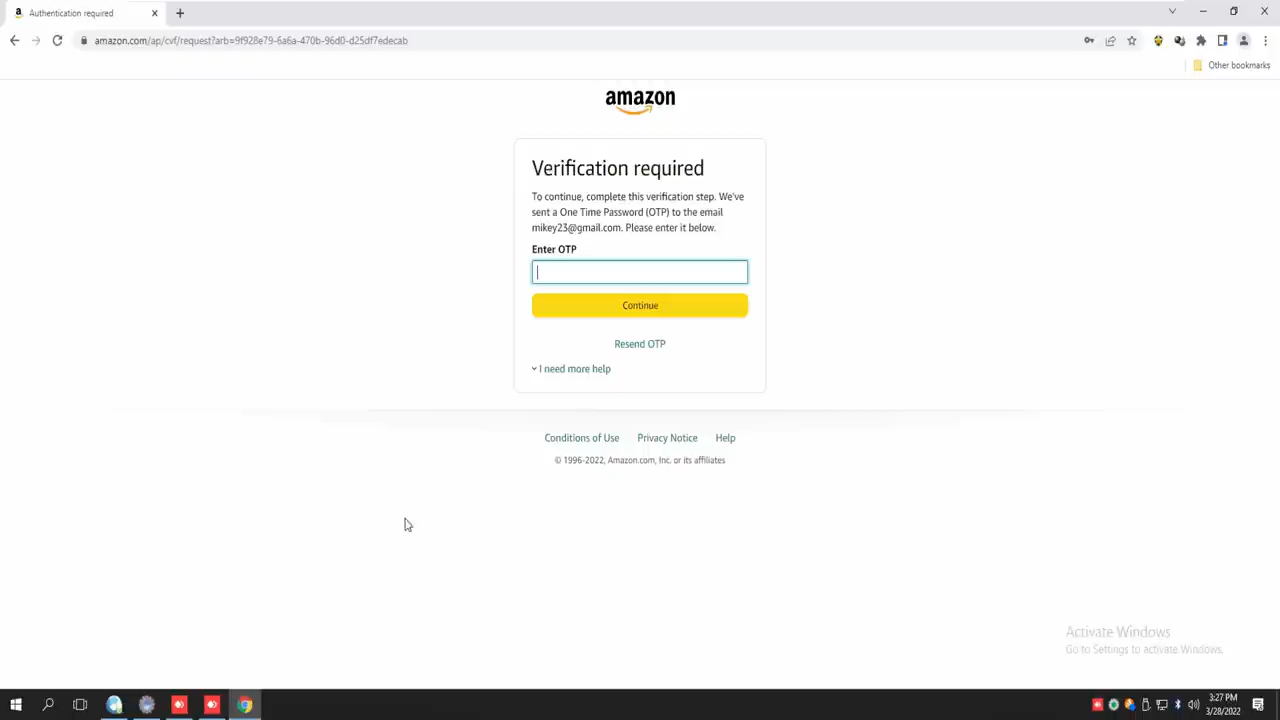 Authentication required
amazon.com/ap/cvf/request?arb=9f928e79-6a6a-470b-96d0-d25df7edecab
Other bookmarks
amazon
Verification required
To continue, complete this verification step. We've
sent a One Time Password (OTP) to the email
mikey23@gmail.com. Please enter it below.
Enter OTP
Continue
Resend OTP
I need more help
Conditions of Use Privacy Notice Help
© 1996-2022, Amazon.com, Inc. or its affiliates
Activate Windows
Go to Settings to activate Windows.
3:27 PM
3/28/2022